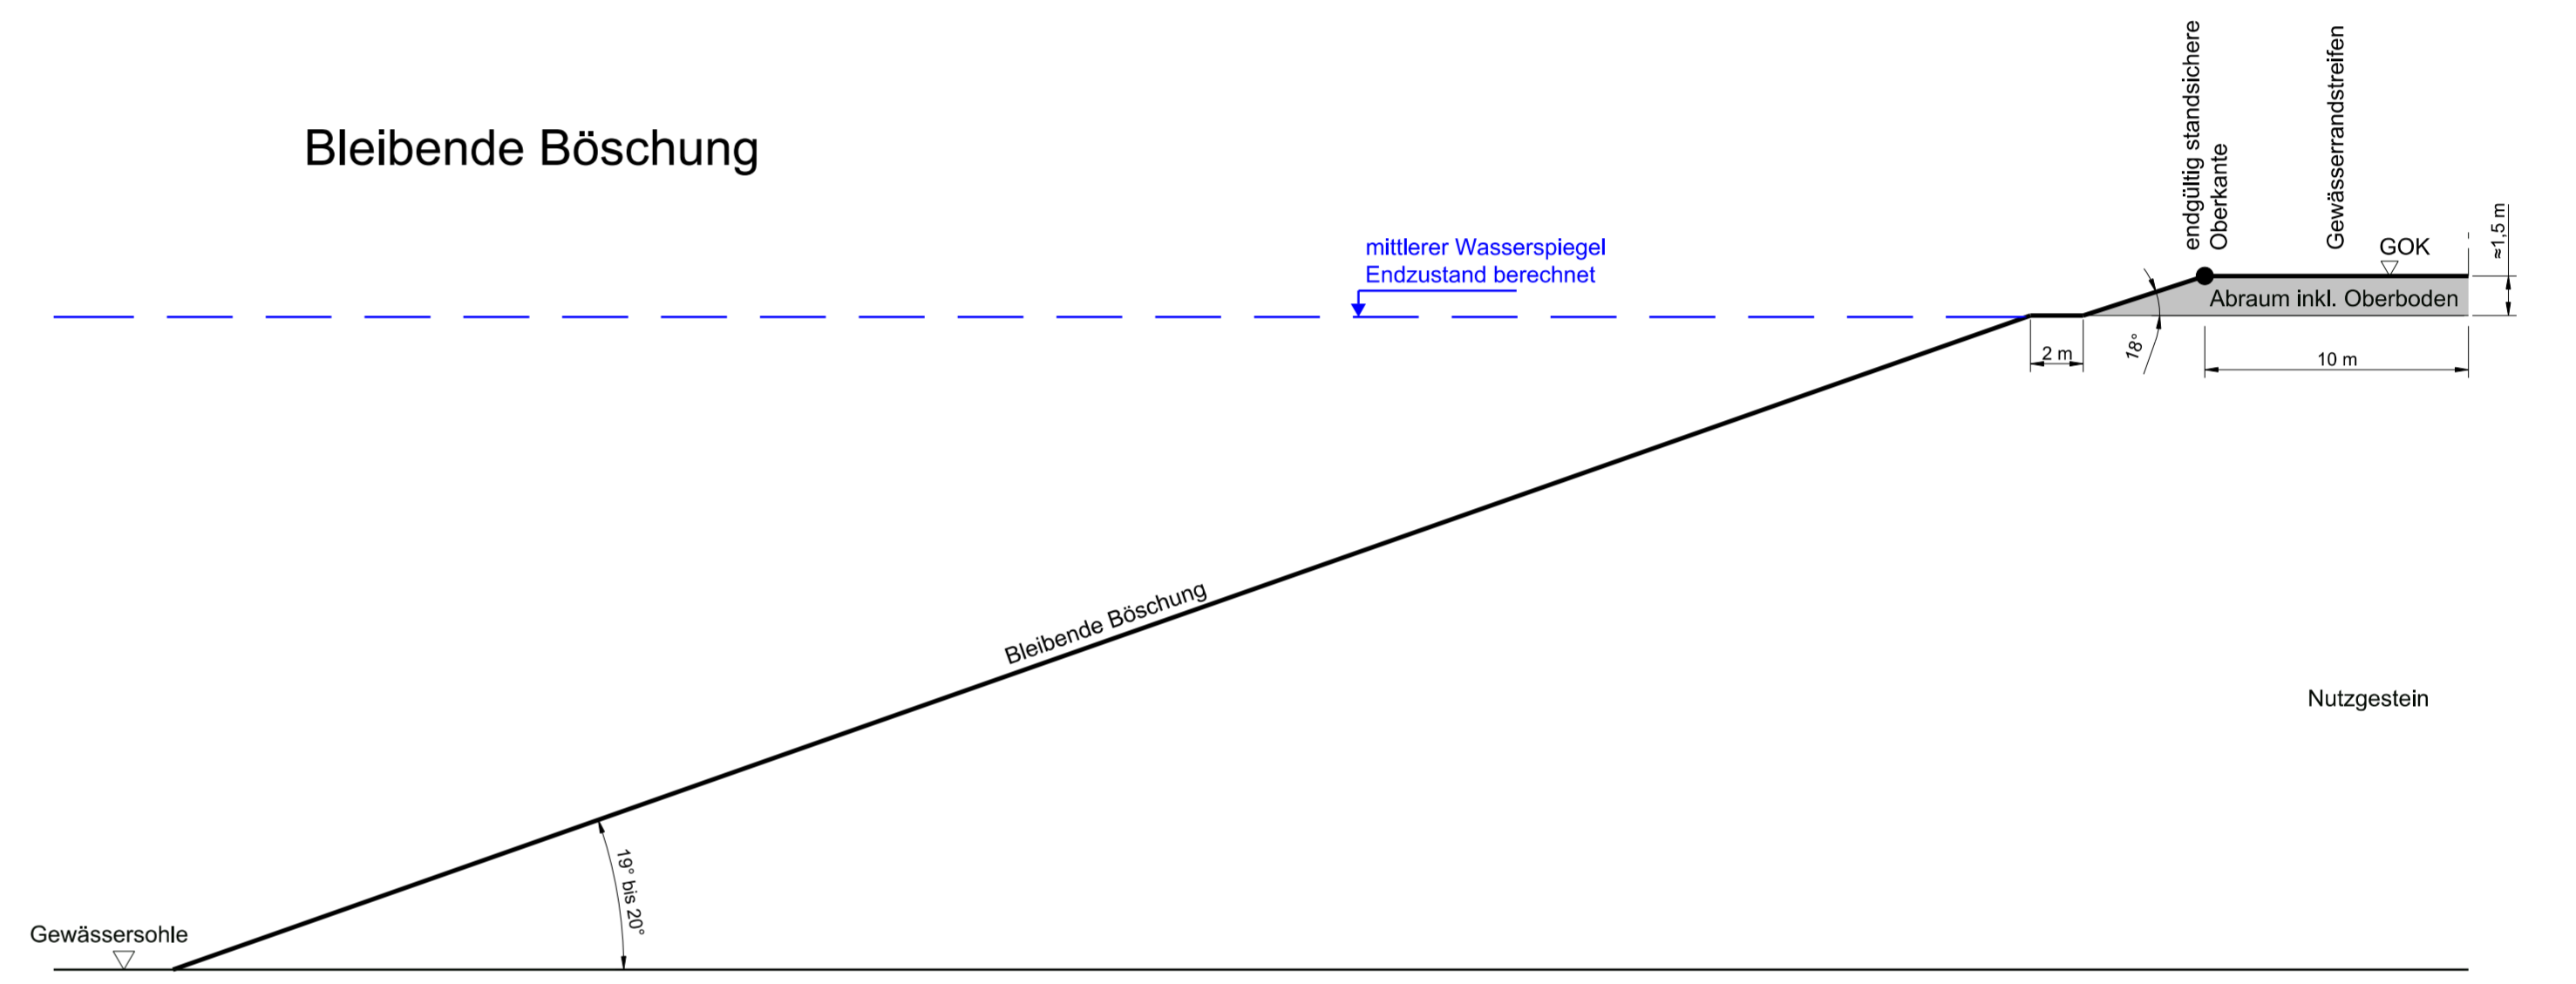 Bleibende Böschung
endgültig standsichere
Oberkante
Gewässerrandstreifen
mittlerer Wasserspiegel
Endzustand berechnet
GOK
≈1,5 m
Abraum inkl. Oberboden
2 m
18°
10 m
Bleibende Böschung
Nutzgestein
19° bis 20°
Gewässersohle